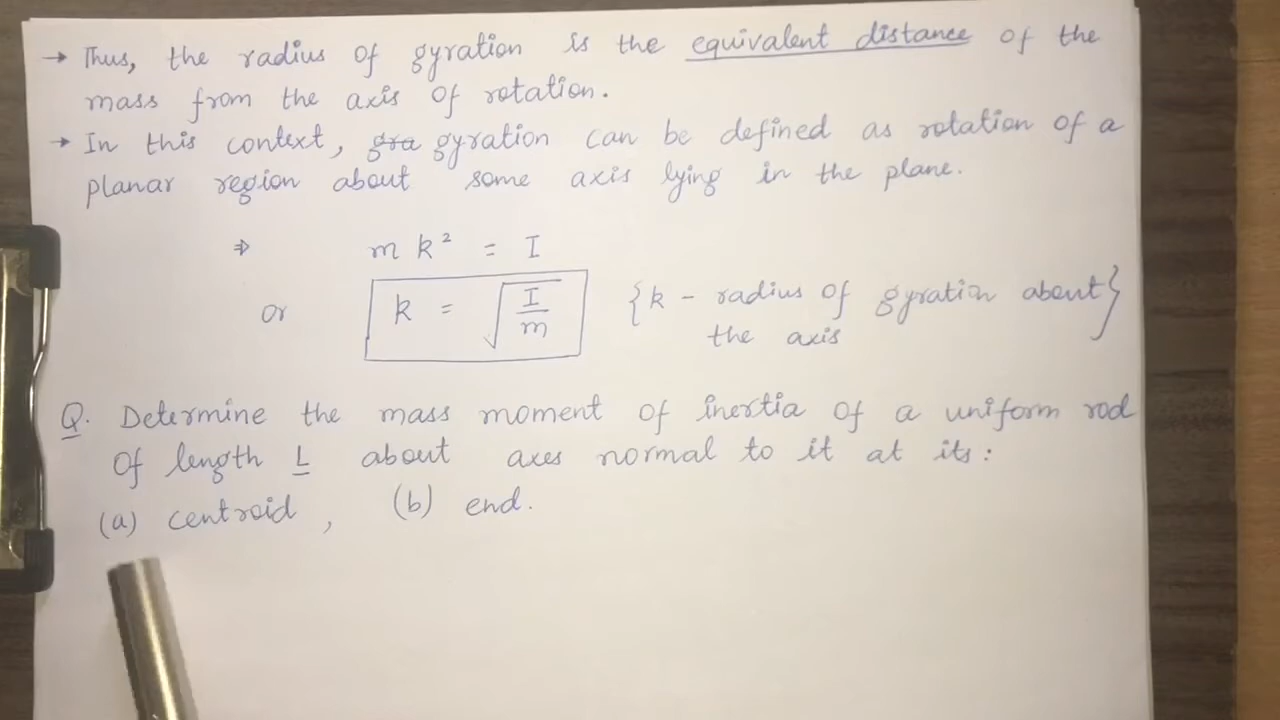 → Thus, the radius of gyration is the equivalent distance of the
mass from the axis of rotation.
→ In this context, gra gyration can be defined as rotation of a
planar region about some axis lying in the plane.
⇒ m k² = I
or k = √(I/m) {k - radius of gyration about
the axis}
Q. Determine the mass moment of inertia of a uniform rod
of length L about axes normal to it at its:
(a) centroid, (b) end.